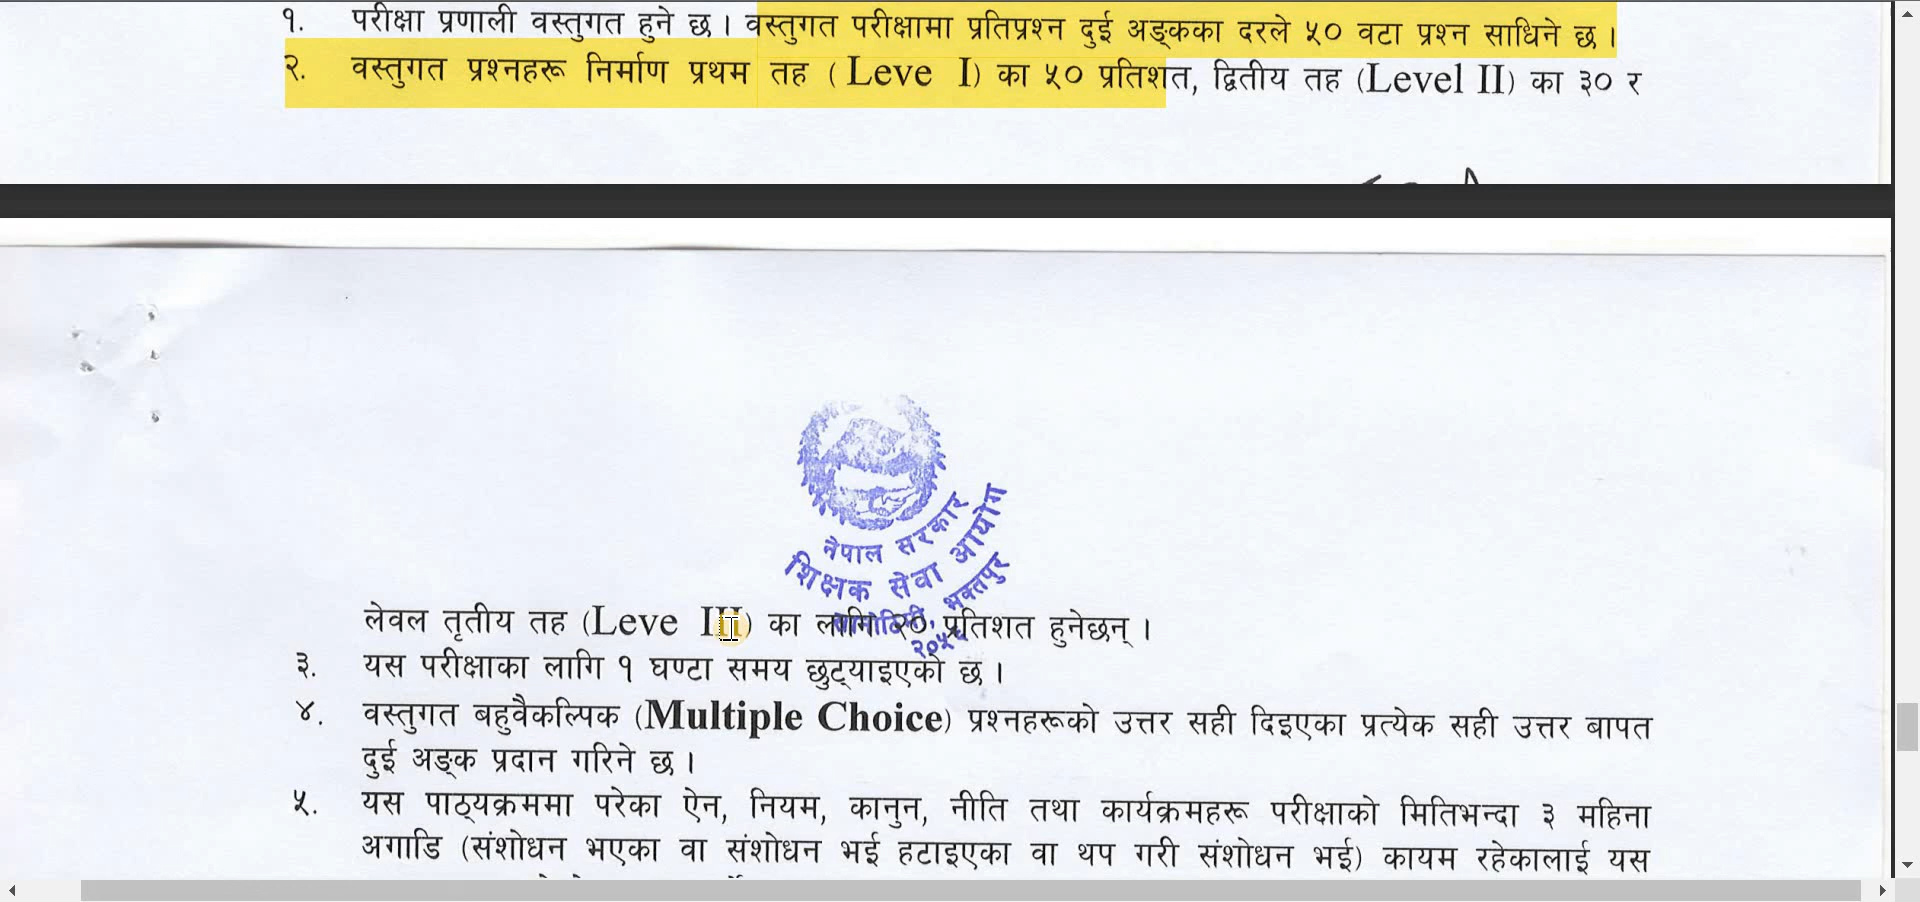 १. परीक्षा प्रणाली वस्तुगत हुने छ । वस्तुगत परीक्षामा प्रतिप्रश्न दुई अङ्कका दरले ५० वटा प्रश्न साधिने छ ।
२. वस्तुगत प्रश्नहरू निर्माण प्रथम तह ( Leve I) का ५० प्रतिशत, द्वितीय तह (Level II) का ३० र
नेपाल सरकार
शिक्षक सेवा आयोग
भक्तपुर
लेवल तृतीय तह (Leve III) का लागि २० प्रतिशत हुनेछन् ।
३. यस परीक्षाका लागि १ घण्टा समय छुट्याइएको छ ।
४. वस्तुगत बहुवैकल्पिक (Multiple Choice) प्रश्नहरूको उत्तर सही दिइएका प्रत्येक सही उत्तर बापत
दुई अङ्क प्रदान गरिने छ ।
५. यस पाठ्यक्रममा परेका ऐन, नियम, कानुन, नीति तथा कार्यक्रमहरू परीक्षाको मितिभन्दा ३ महिना
अगाडि (संशोधन भएका वा संशोधन भई हटाइएका वा थप गरी संशोधन भई) कायम रहेकालाई यस